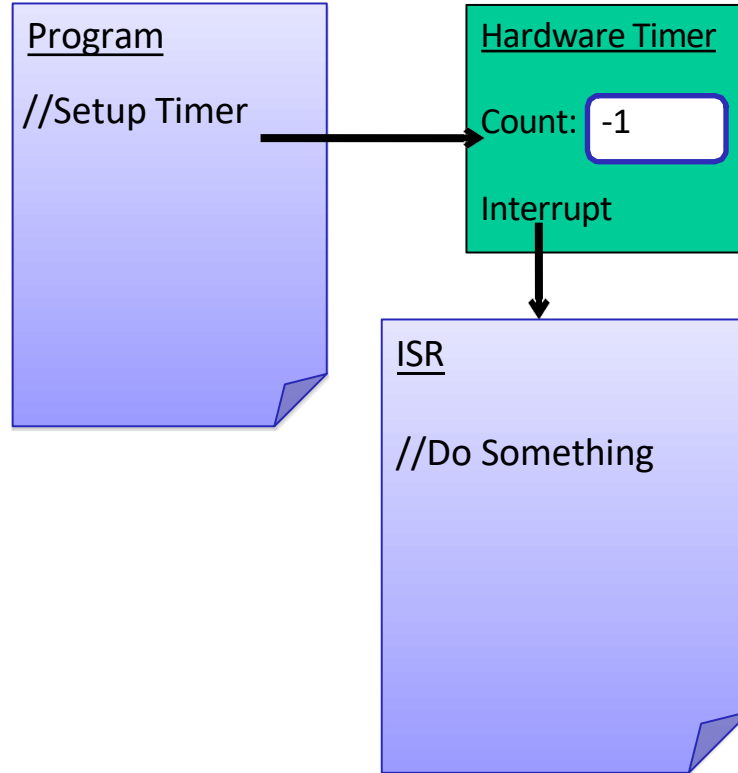 Program
//Setup Timer
Hardware Timer
Count: -1
Interrupt
ISR
//Do Something